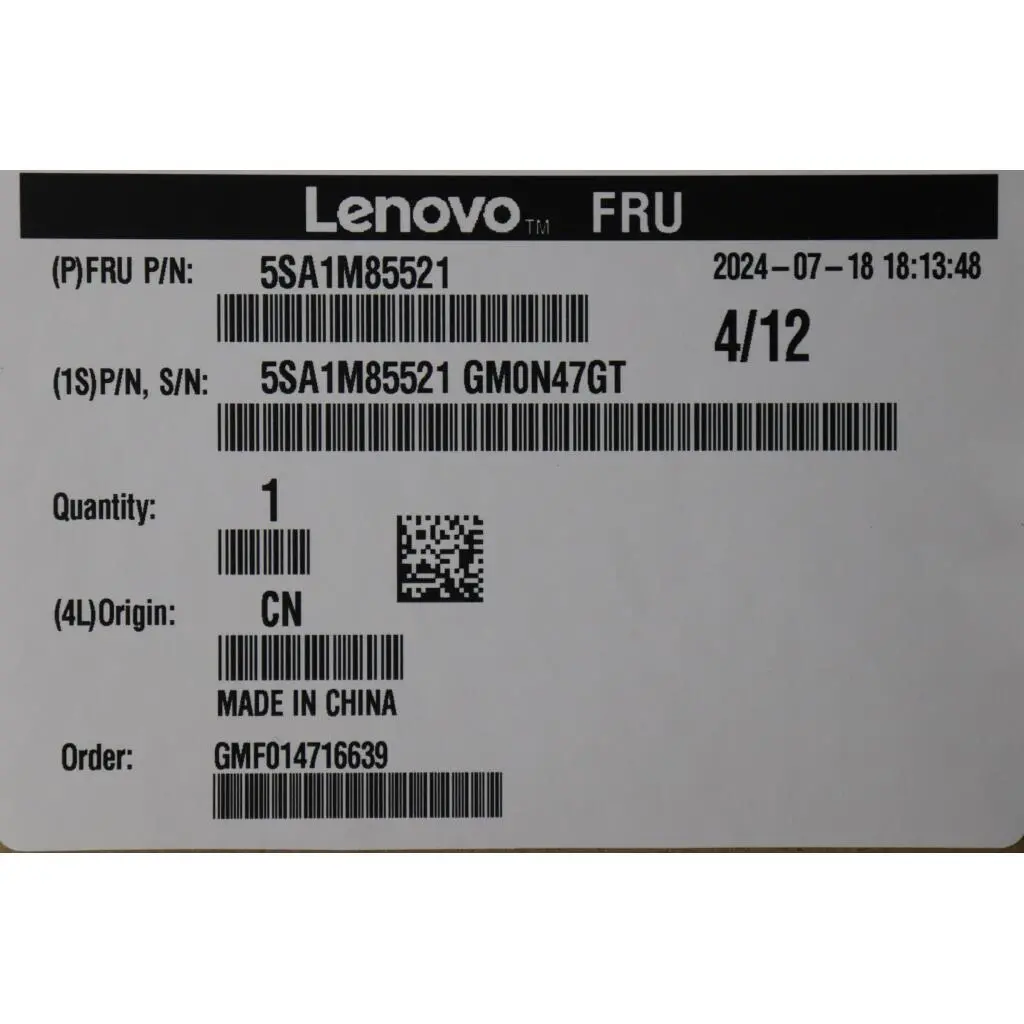 Lenovo™ FRU
(P)FRU P/N: 5SA1M85521 2024-07-18 18:13:48
4/12
(1S)P/N, S/N: 5SA1M85521 GM0N47GT
Quantity: 1
(4L)Origin: CN
MADE IN CHINA
Order: GMF014716639